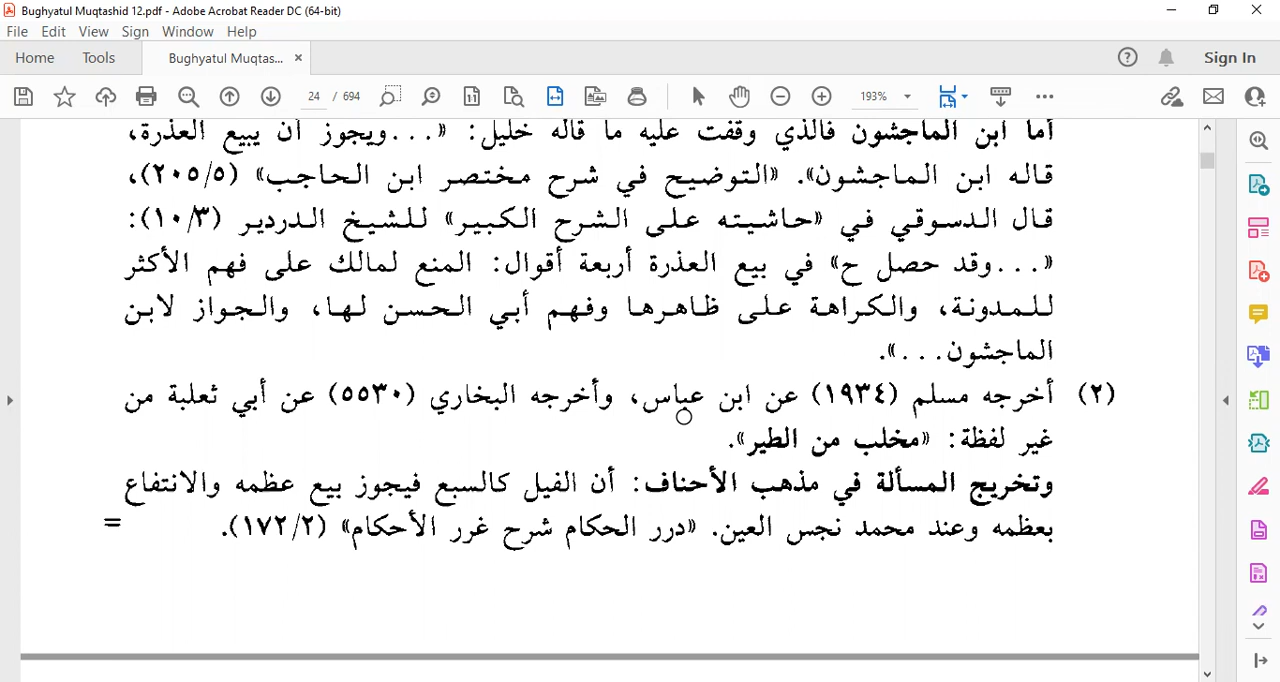 Bughyatul Muqtashid 12.pdf - Adobe Acrobat Reader DC (64-bit)
File Edit View Sign Window Help
Home Tools Bughyatul Muqtas... × Sign In
24 / 694 193%
أما ابن الماجشون فالذي وقفت عليه ما قاله خليل: «...ويجوز أن يبيع العذرة،
قاله ابن الماجشون». «التوضيح في شرح مختصر ابن الحاجب» (٢٠٥/٥)،
قال الدسوقي في «حاشيته على الشرح الكبير» للشيخ الدردير (١٠/٣):
«...وقد حصل ح» في بيع العذرة أربعة أقوال: المنع لمالك على فهم الأكثر
للمدونة، والكراهة على ظاهرها وفهم أبي الحسن لها، والجواز لابن
الماجشون...».
(٢) أخرجه مسلم (١٩٣٤) عن ابن عباس، وأخرجه البخاري (٥٥٣٠) عن أبي ثعلبة من
غير لفظة: «مخلب من الطير».
وتخريج المسألة في مذهب الأحناف: أن الفيل كالسبع فيجوز بيع عظمه والانتفاع
بعظمه وعند محمد نجس العين. «درر الحكام شرح غرر الأحكام» (١٧٢/٢). =